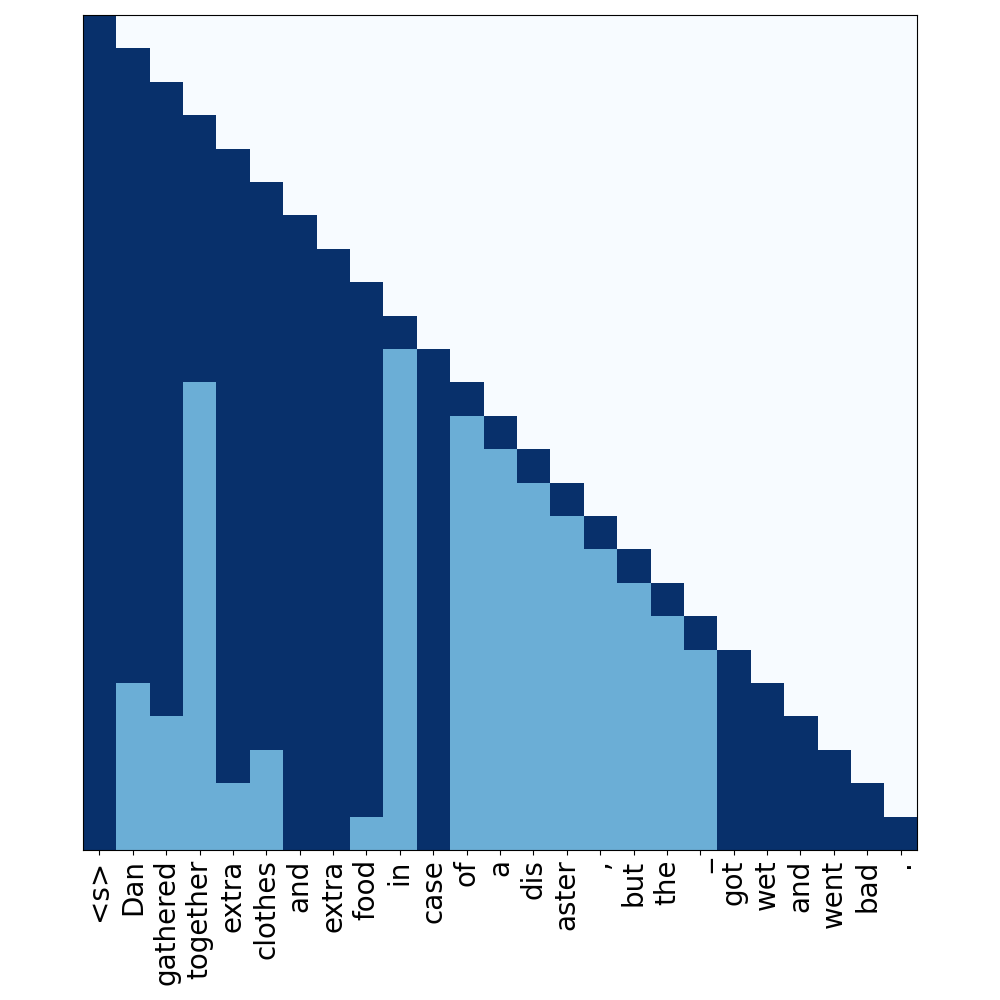 <s>
Dan
gathered
together
extra
clothes
and
extra
food
in
case
of
a
dis
aster
,
but
the
_
got
wet
and
went
bad
.